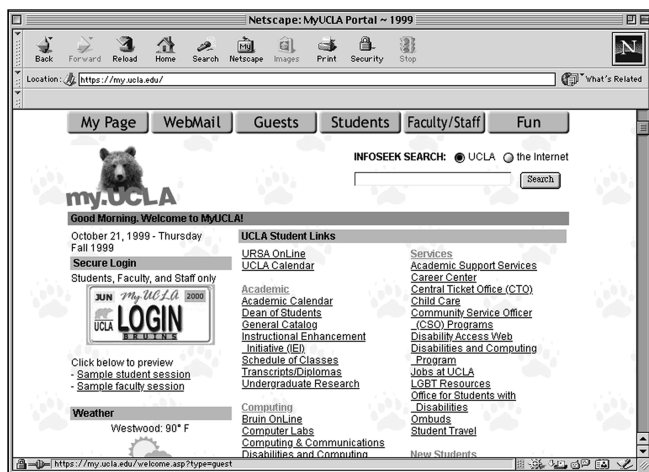 Netscape: MyUCLA Portal ~ 1999
Back Forward Reload Home Search Netscape Images Print Security Stop
N
Location: https://my.ucla.edu/ What's Related
My Page WebMail Guests Students Faculty/Staff Fun
INFOSEEK SEARCH: UCLA the Internet
Search
my.UCLA
Good Morning. Welcome to MyUCLA!
October 21, 1999 - Thursday
Fall 1999
Secure Login
Students, Faculty, and Staff only
JUN My.UCLA 2000
UCLA LOGIN
BRUINS
Click below to preview
- Sample student session
- Sample faculty session
Weather
Westwood: 90° F
UCLA Student Links
URSA OnLine
UCLA Calendar
Academic
Academic Calendar
Dean of Students
General Catalog
Instructional Enhancement
Initiative (IEI)
Schedule of Classes
Transcripts/Diplomas
Undergraduate Research
Computing
Bruin OnLine
Computer Labs
Computing & Communications
Disabilities and Computing
Services
Academic Support Services
Career Center
Central Ticket Office (CTO)
Child Care
Community Service Officer
(CSO) Programs
Disability Access Web
Disabilities and Computing
Program
Jobs at UCLA
LGBT Resources
Office for Students with
Disabilities
Ombuds
Student Travel
New Students
https://my.ucla.edu/welcome.asp?type=guest